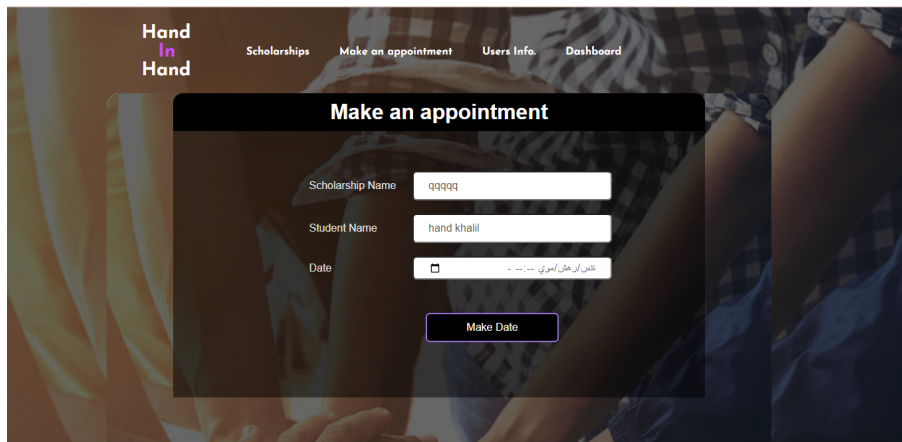 Hand
In
Hand
Scholarships Make an appointment Users Info. Dashboard
Make an appointment
Scholarship Name qqqqq
Student Name hand khalil
Date
Make Date